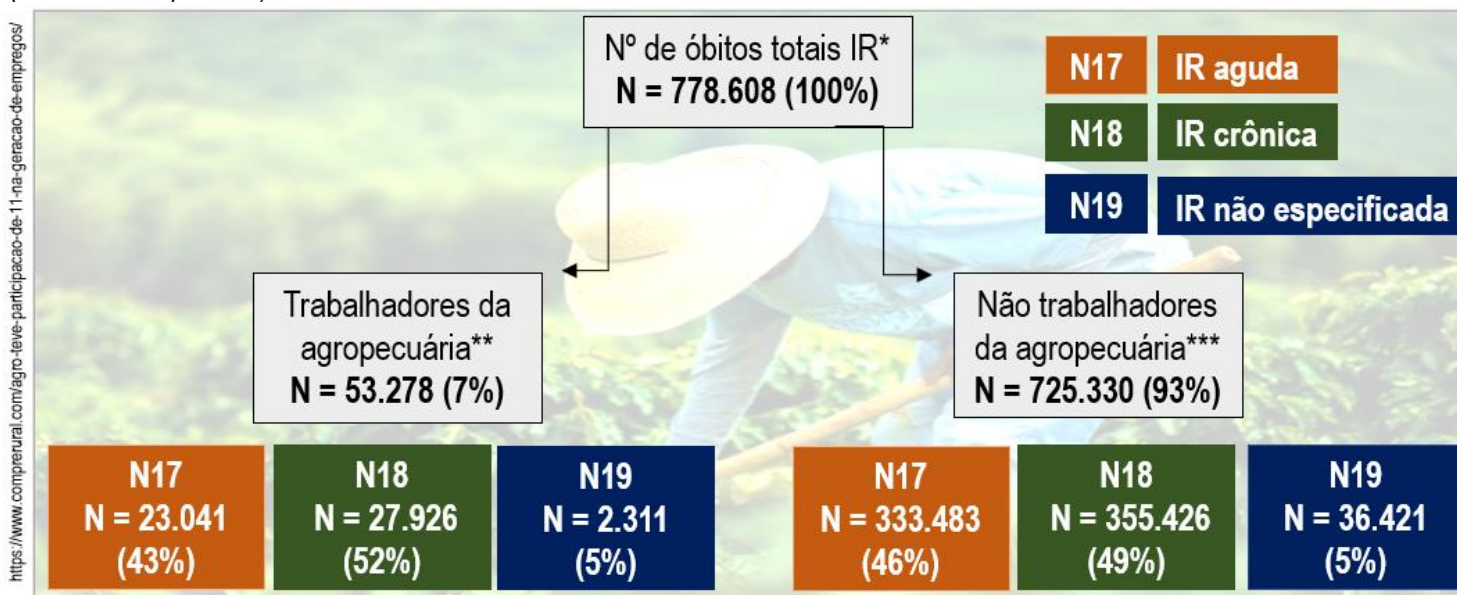 https://www.comprerural.com/agro-teve-participacao-de-11-na-geracao-de-empregos/
Nº de óbitos totais IR*
N = 778.608 (100%)
N17 IR aguda
N18 IR crônica
N19 IR não especificada
Trabalhadores da
agropecuária**
N = 53.278 (7%)
Não trabalhadores
da agropecuária***
N = 725.330 (93%)
N17
N = 23.041
(43%)
N18
N = 27.926
(52%)
N19
N = 2.311
(5%)
N17
N = 333.483
(46%)
N18
N = 355.426
(49%)
N19
N = 36.421
(5%)